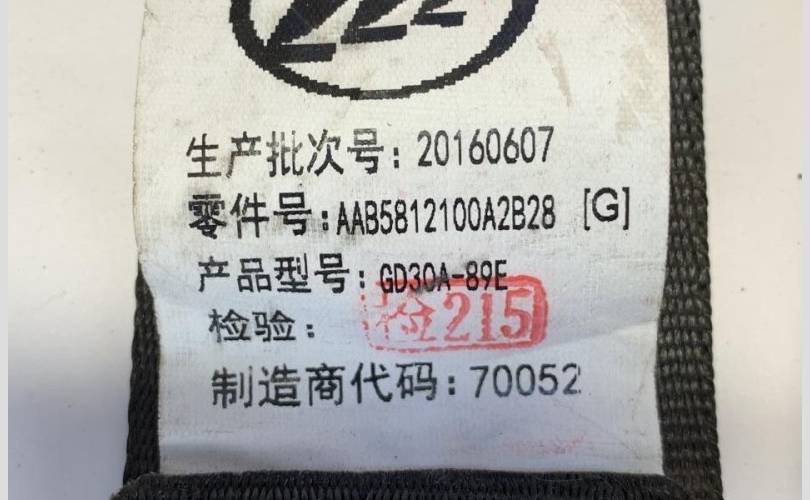 生产批次号：20160607
零件号：AAB5812100A2B28 [G]
产品型号：GD30A-89E
检验：检215
制造商代码：70052